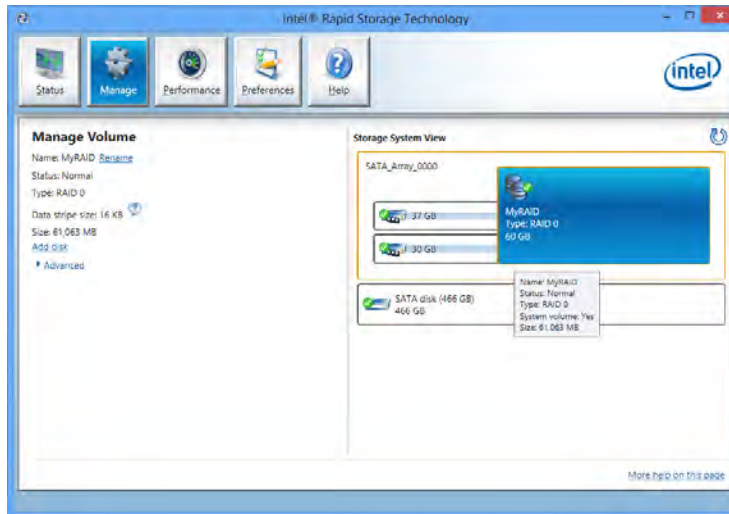 Intel® Rapid Storage Technology
Status
Manage
Performance
Preferences
Help
intel
Manage Volume
Name: MyRAID Rename
Status: Normal
Type: RAID 0
Data stripe size: 16 KB ?
Size: 61,063 MB
Add disk
Advanced
Storage System View
SATA_Array_0000
37 GB
30 GB
MyRAID
Type: RAID 0
60 GB
SATA disk (466 GB)
466 GB
Name: MyRAID
Status: Normal
Type: RAID 0
System volume: Yes
Size: 61,063 MB
More help on this page